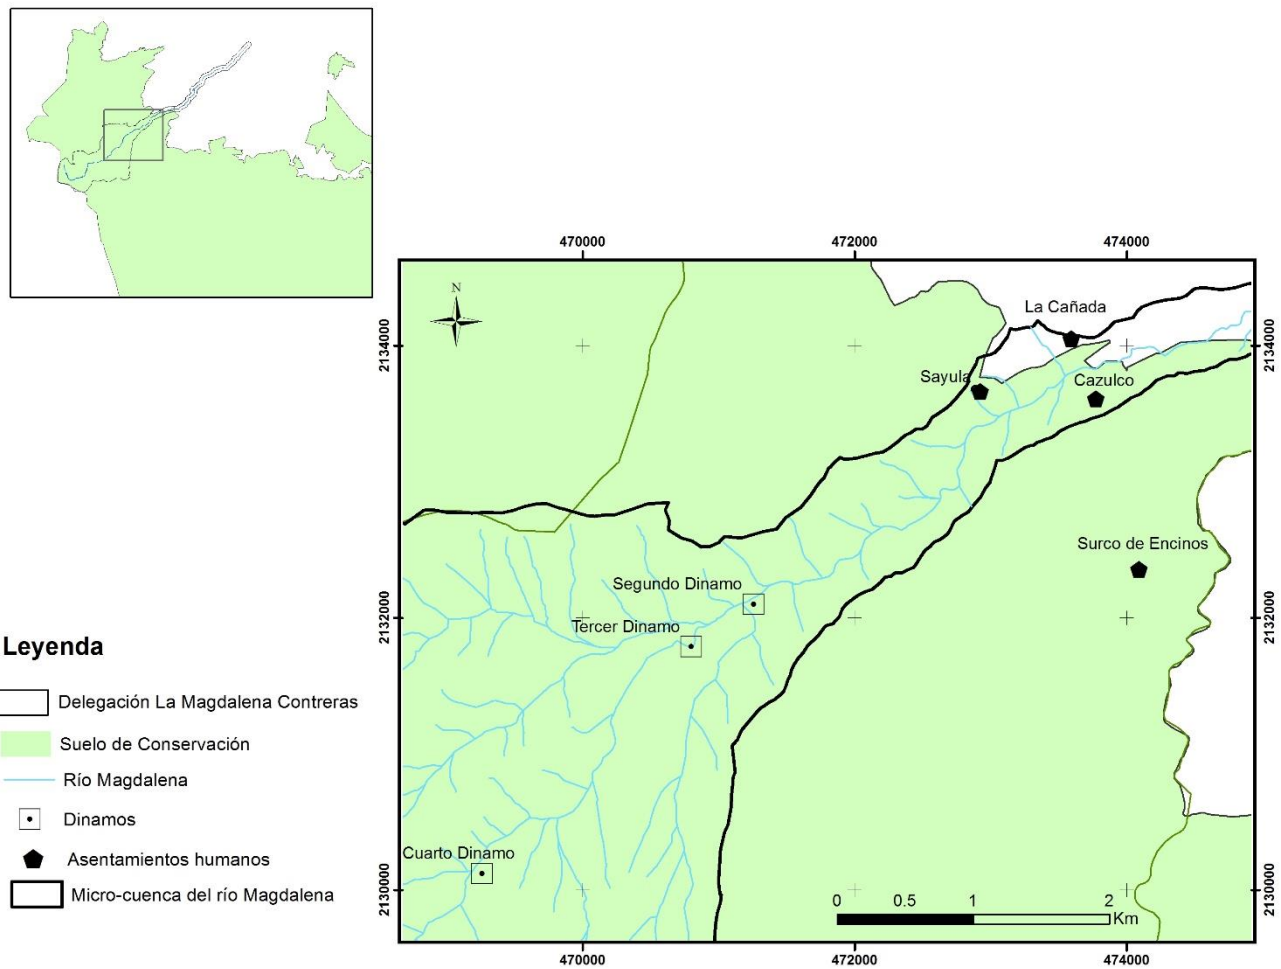 470000
472000
474000
N
La Cañada
2134000
2134000
Sayula
Cazulco
Surco de Encinos
Segundo Dinamo
2132000
2132000
Tercer Dinamo
Leyenda
Delegación La Magdalena Contreras
Suelo de Conservación
Río Magdalena
Dinamos
Asentamientos humanos
Micro-cuenca del río Magdalena
Cuarto Dinamo
2130000
2130000
0 0.5 1 2
Km
470000
472000
474000